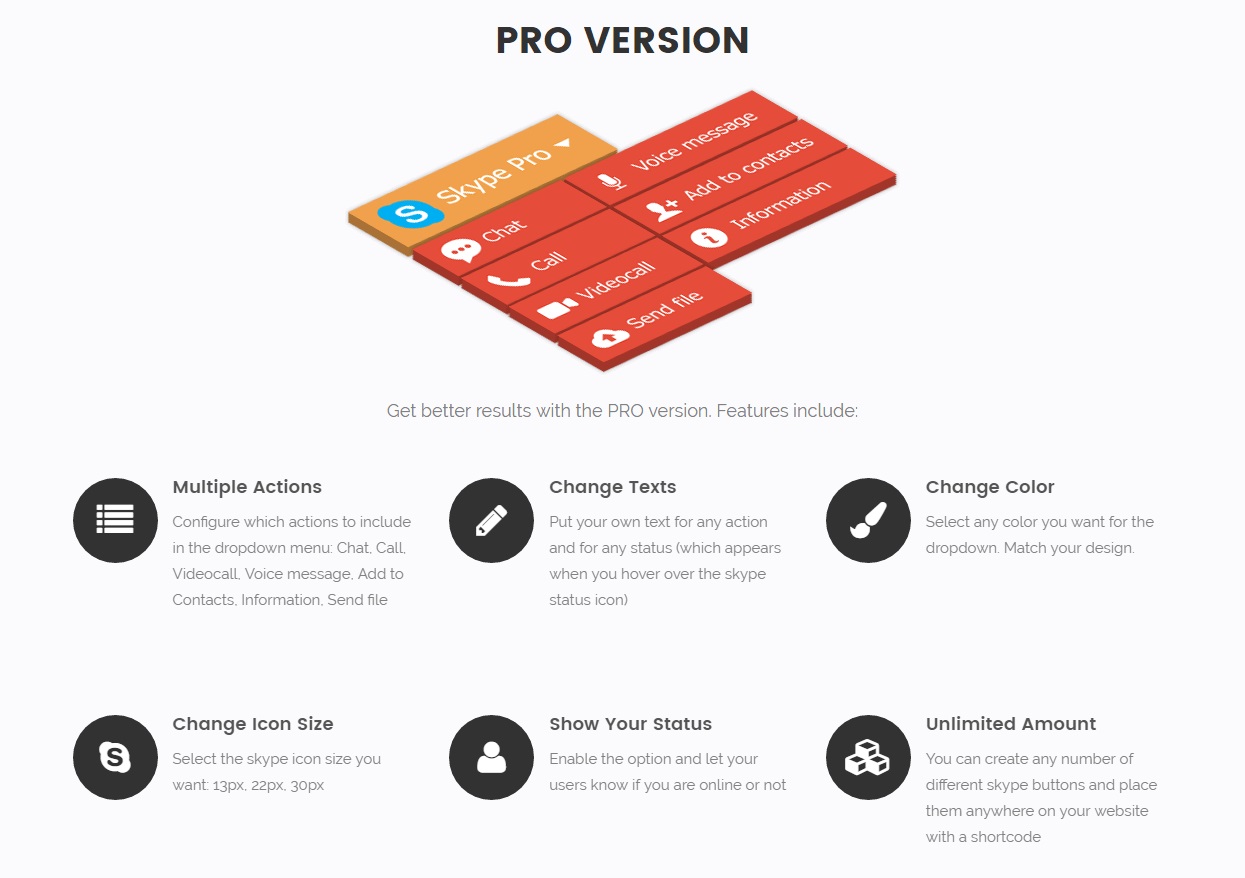 PRO VERSION
Skype Pro
Chat
Call
Videocall
Send file
Voice message
Add to contacts
Information
Get better results with the PRO version. Features include:
Multiple Actions
Configure which actions to include
in the dropdown menu: Chat, Call,
Videocall, Voice message, Add to
Contacts, Information, Send file
Change Texts
Put your own text for any action
and for any status (which appears
when you hover over the skype
status icon)
Change Color
Select any color you want for the
dropdown. Match your design.
Change Icon Size
Select the skype icon size you
want: 13px, 22px, 30px
Show Your Status
Enable the option and let your
users know if you are online or not
Unlimited Amount
You can create any number of
different skype buttons and place
them anywhere on your website
with a shortcode